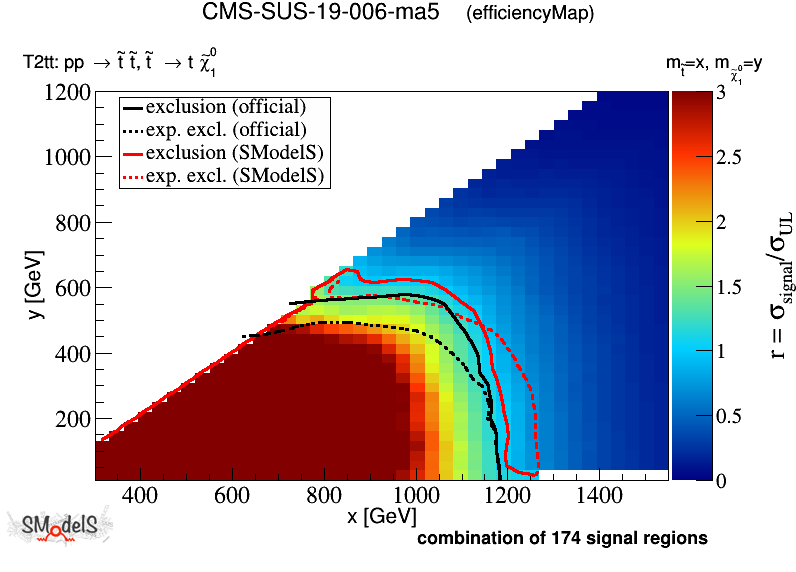 CMS-SUS-19-006-ma5 (efficiencyMap)
T2tt: pp → t̃ t̃, t̃ → t χ̃⁰₁
m_t̃=x, m_χ̃⁰₁=y
exclusion (official)
exp. excl. (official)
exclusion (SModelS)
exp. excl. (SModelS)
1200
1000
800
600
400
200
y [GeV]
400 600 800 1000 1200 1400
x [GeV]
3
2.5
2
1.5
1
0.5
0
r = σ_signal/σ_UL
SModelS
combination of 174 signal regions